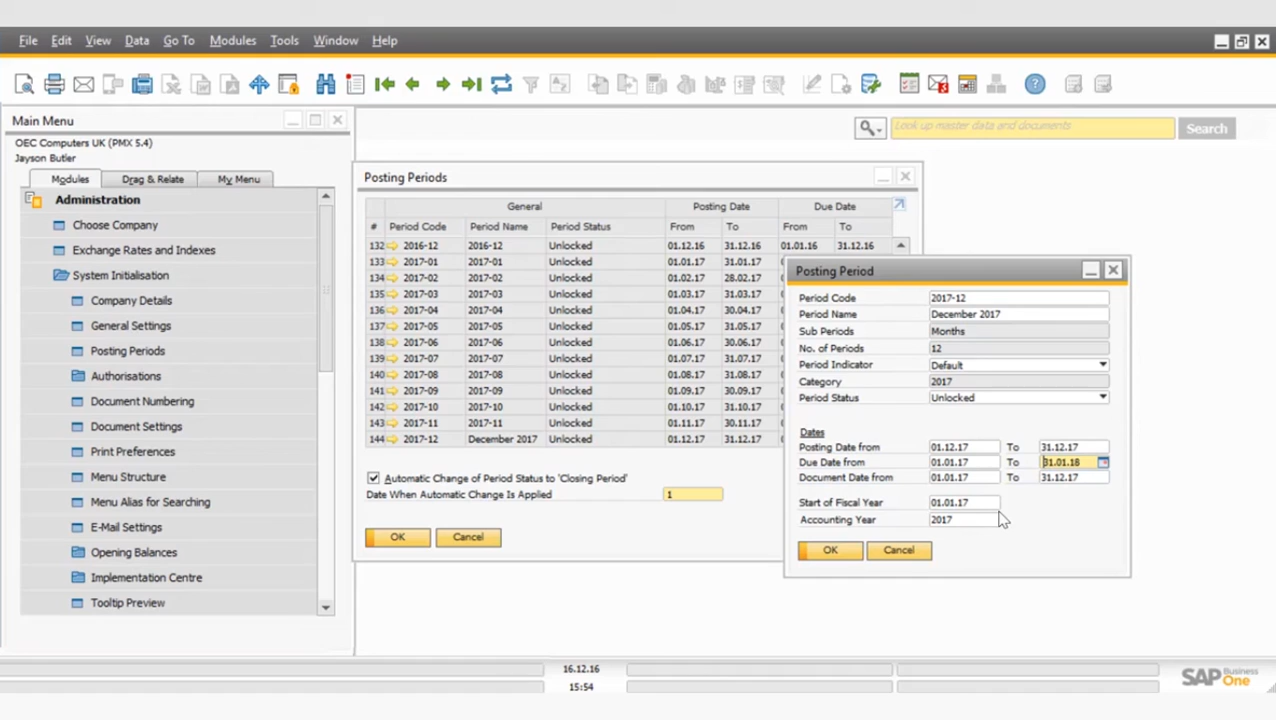 File Edit View Data Go To Modules Tools Window Help
Main Menu
OEC Computers UK (PMX 5.4)
Jayson Butler
Modules Drag & Relate My Menu
Administration
Choose Company
Exchange Rates and Indexes
System Initialisation
Company Details
General Settings
Posting Periods
Authorisations
Document Numbering
Document Settings
Print Preferences
Menu Structure
Menu Alias for Searching
E-Mail Settings
Opening Balances
Implementation Centre
Tooltip Preview
Look up master data and documents Search
Posting Periods
General Posting Date Due Date
# Period Code Period Name Period Status From To From To
132 2016-12 2016-12 Unlocked 01.12.16 31.12.16 01.01.16 31.12.16
133 2017-01 2017-01 Unlocked 01.01.17 31.01.17
134 2017-02 2017-02 Unlocked 01.02.17 28.02.17
135 2017-03 2017-03 Unlocked 01.03.17 31.03.17
136 2017-04 2017-04 Unlocked 01.04.17 30.04.17
137 2017-05 2017-05 Unlocked 01.05.17 31.05.17
138 2017-06 2017-06 Unlocked 01.06.17 30.06.17
139 2017-07 2017-07 Unlocked 01.07.17 31.07.17
140 2017-08 2017-08 Unlocked 01.08.17 31.08.17
141 2017-09 2017-09 Unlocked 01.09.17 30.09.17
142 2017-10 2017-10 Unlocked 01.10.17 31.10.17
143 2017-11 2017-11 Unlocked 01.11.17 30.11.17
144 2017-12 December 2017 Unlocked 01.12.17 31.12.17
Automatic Change of Period Status to 'Closing Period'
Date When Automatic Change Is Applied 1
OK Cancel
Posting Period
Period Code 2017-12
Period Name December 2017
Sub Periods Months
No. of Periods 12
Period Indicator Default
Category 2017
Period Status Unlocked
Dates
Posting Date from 01.12.17 To 31.12.17
Due Date from 01.01.17 To 31.01.18
Document Date from 01.01.17 To 31.12.17
Start of Fiscal Year 01.01.17
Accounting Year 2017
OK Cancel
16.12.16
15:54
SAP Business One